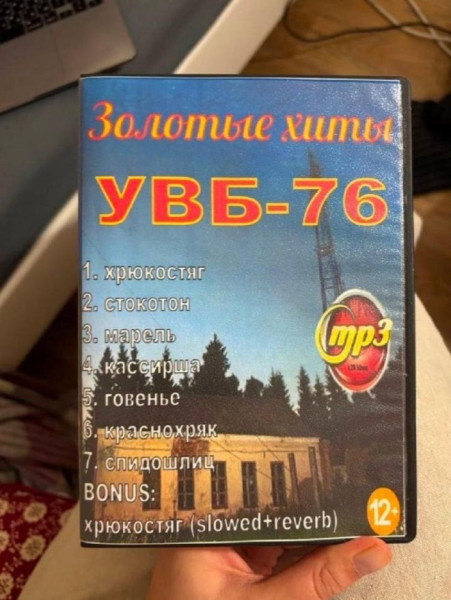 Золотые хиты
УВБ-76
1. хрюкостяг
2. стокотон
3. марель
4. кассирша
5. говенье
6. краснохряк
7. спидошлиц
BONUS:
хрюкостяг (slowed+reverb)
mp3
12+